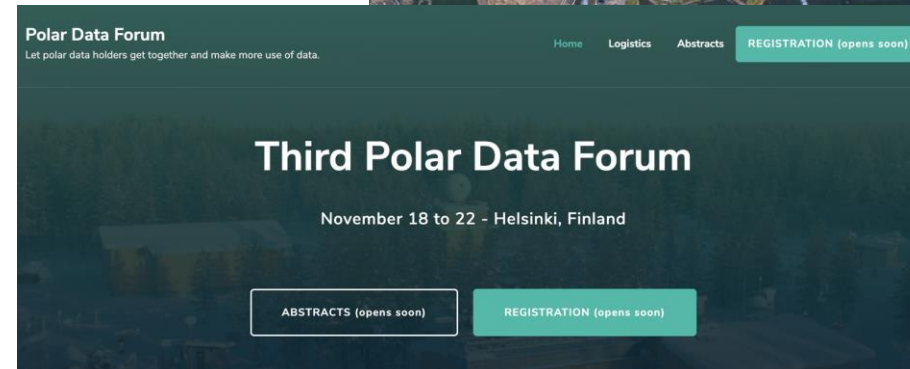 Polar Data Forum
Let polar data holders get together and make more use of data.
Home Logistics Abstracts REGISTRATION (opens soon)
Third Polar Data Forum
November 18 to 22 - Helsinki, Finland
ABSTRACTS (opens soon) REGISTRATION (opens soon)